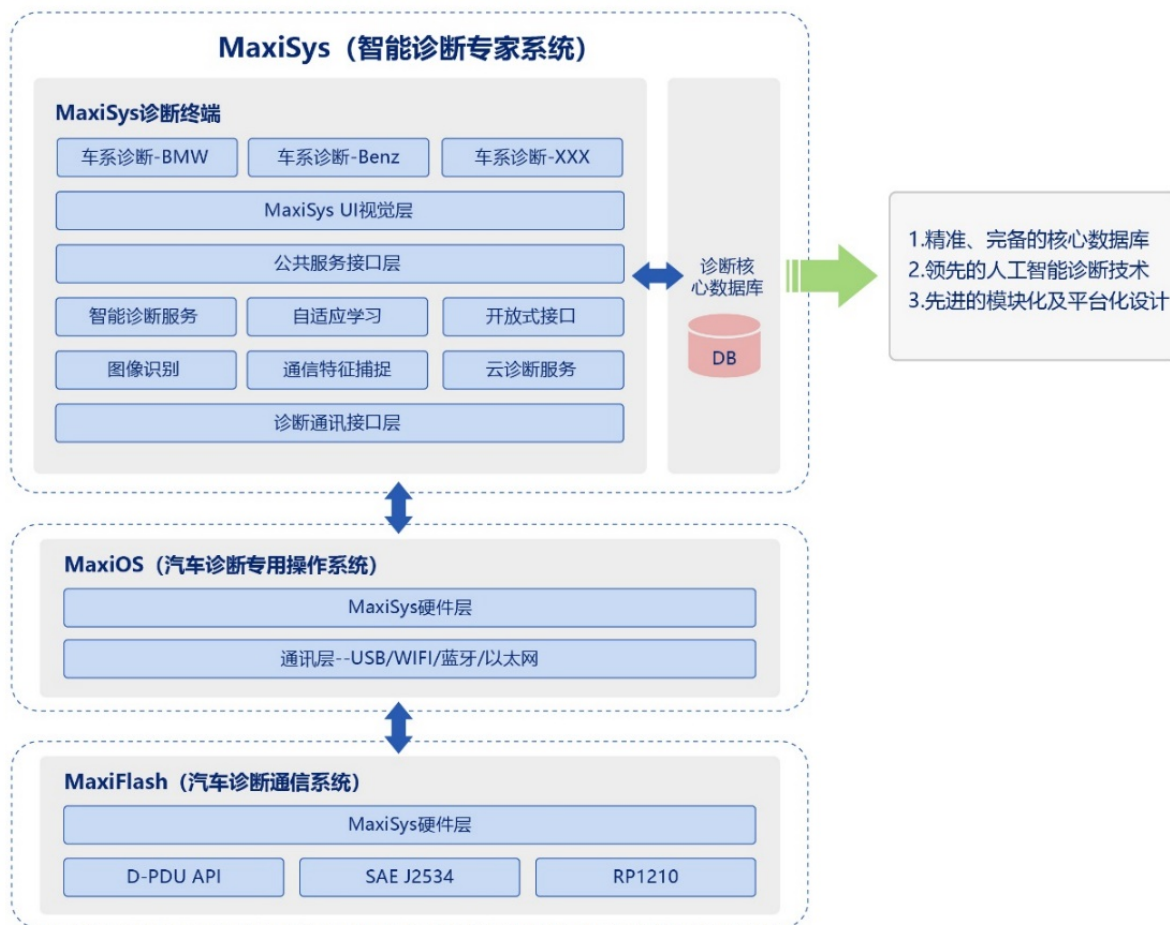 MaxiSys（智能诊断专家系统）
MaxiSys诊断终端
车系诊断-BMW
车系诊断-Benz
车系诊断-XXX
MaxiSys UI视觉层
公共服务接口层
智能诊断服务
自适应学习
开放式接口
图像识别
通信特征捕捉
云诊断服务
诊断通讯接口层
诊断核
心数据库
DB
1.精准、完备的核心数据库
2.领先的人工智能诊断技术
3.先进的模块化及平台化设计
MaxiOS（汽车诊断专用操作系统）
MaxiSys硬件层
通讯层--USB/WIFI/蓝牙/以太网
MaxiFlash（汽车诊断通信系统）
MaxiSys硬件层
D-PDU API
SAE J2534
RP1210